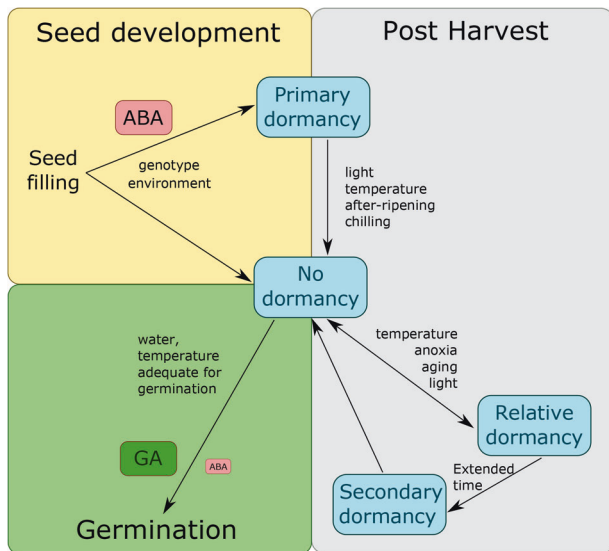 Seed development
Post Harvest
ABA
Primary
dormancy
Seed
filling
genotype
environment
light
temperature
after-ripening
chilling
No
dormancy
water,
temperature
adequate for
germination
temperature
anoxia
aging
light
GA
ABA
Relative
dormancy
Extended
time
Secondary
dormancy
Germination